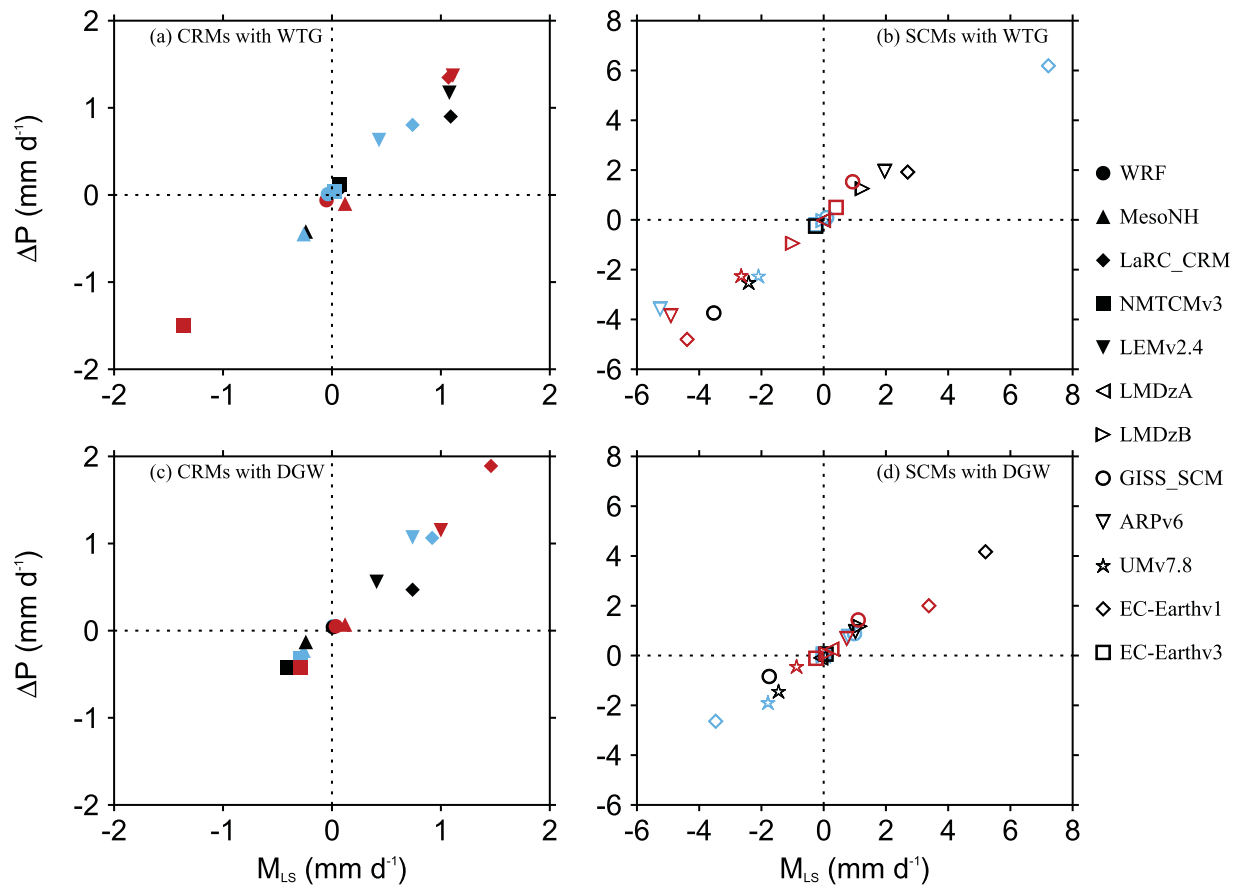 (a) CRMs with WTG
ΔP (mm d⁻¹)
2
1
0
-1
-2
-2
-1
0
1
2
(b) SCMs with WTG
8
6
4
2
0
-2
-4
-6
-6
-4
-2
0
2
4
6
8
(c) CRMs with DGW
ΔP (mm d⁻¹)
2
1
0
-1
-2
-2
-1
0
1
2
M_LS (mm d⁻¹)
(d) SCMs with DGW
8
6
4
2
0
-2
-4
-6
-6
-4
-2
0
2
4
6
8
M_LS (mm d⁻¹)
WRF
MesoNH
LaRC_CRM
NMTCMv3
LEMv2.4
LMDzA
LMDzB
GISS_SCM
ARPv6
UMv7.8
EC-Earthv1
EC-Earthv3